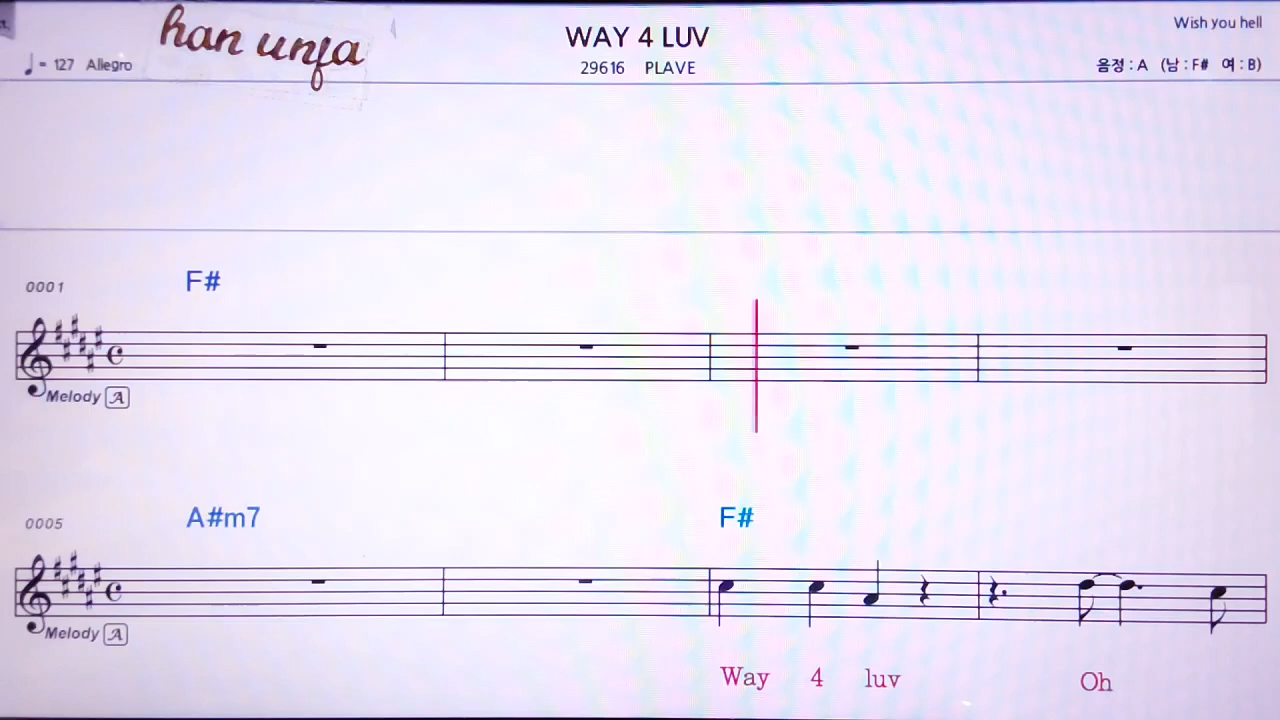 han unja
WAY 4 LUV
Wish you hell
♩ = 127 Allegro
29616 PLAVE
음정 : A (남 : F# 여 : B)
0001
F#
Melody A
0005
A#m7 F#
Melody A
Way 4 luv Oh